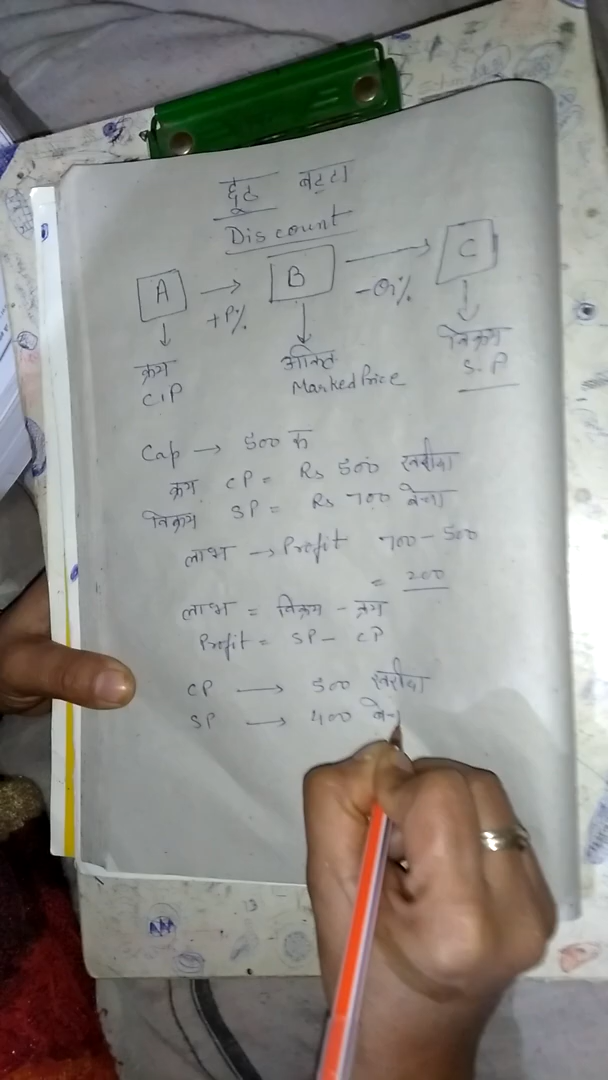 छूट बट्टा
Discount
A → B → C
+P% -Q%
क्रय अंकित विक्रय
C.P Marked Price S.P
Cap → 500 रू
क्रय CP = Rs 500 खरीदा
विक्रय SP = Rs 700 बेचा
लाभ → Profit 700-500
= 200
लाभ = विक्रय - क्रय
Profit = SP - CP
CP → 500 खरीदा
SP → 400 बेचा